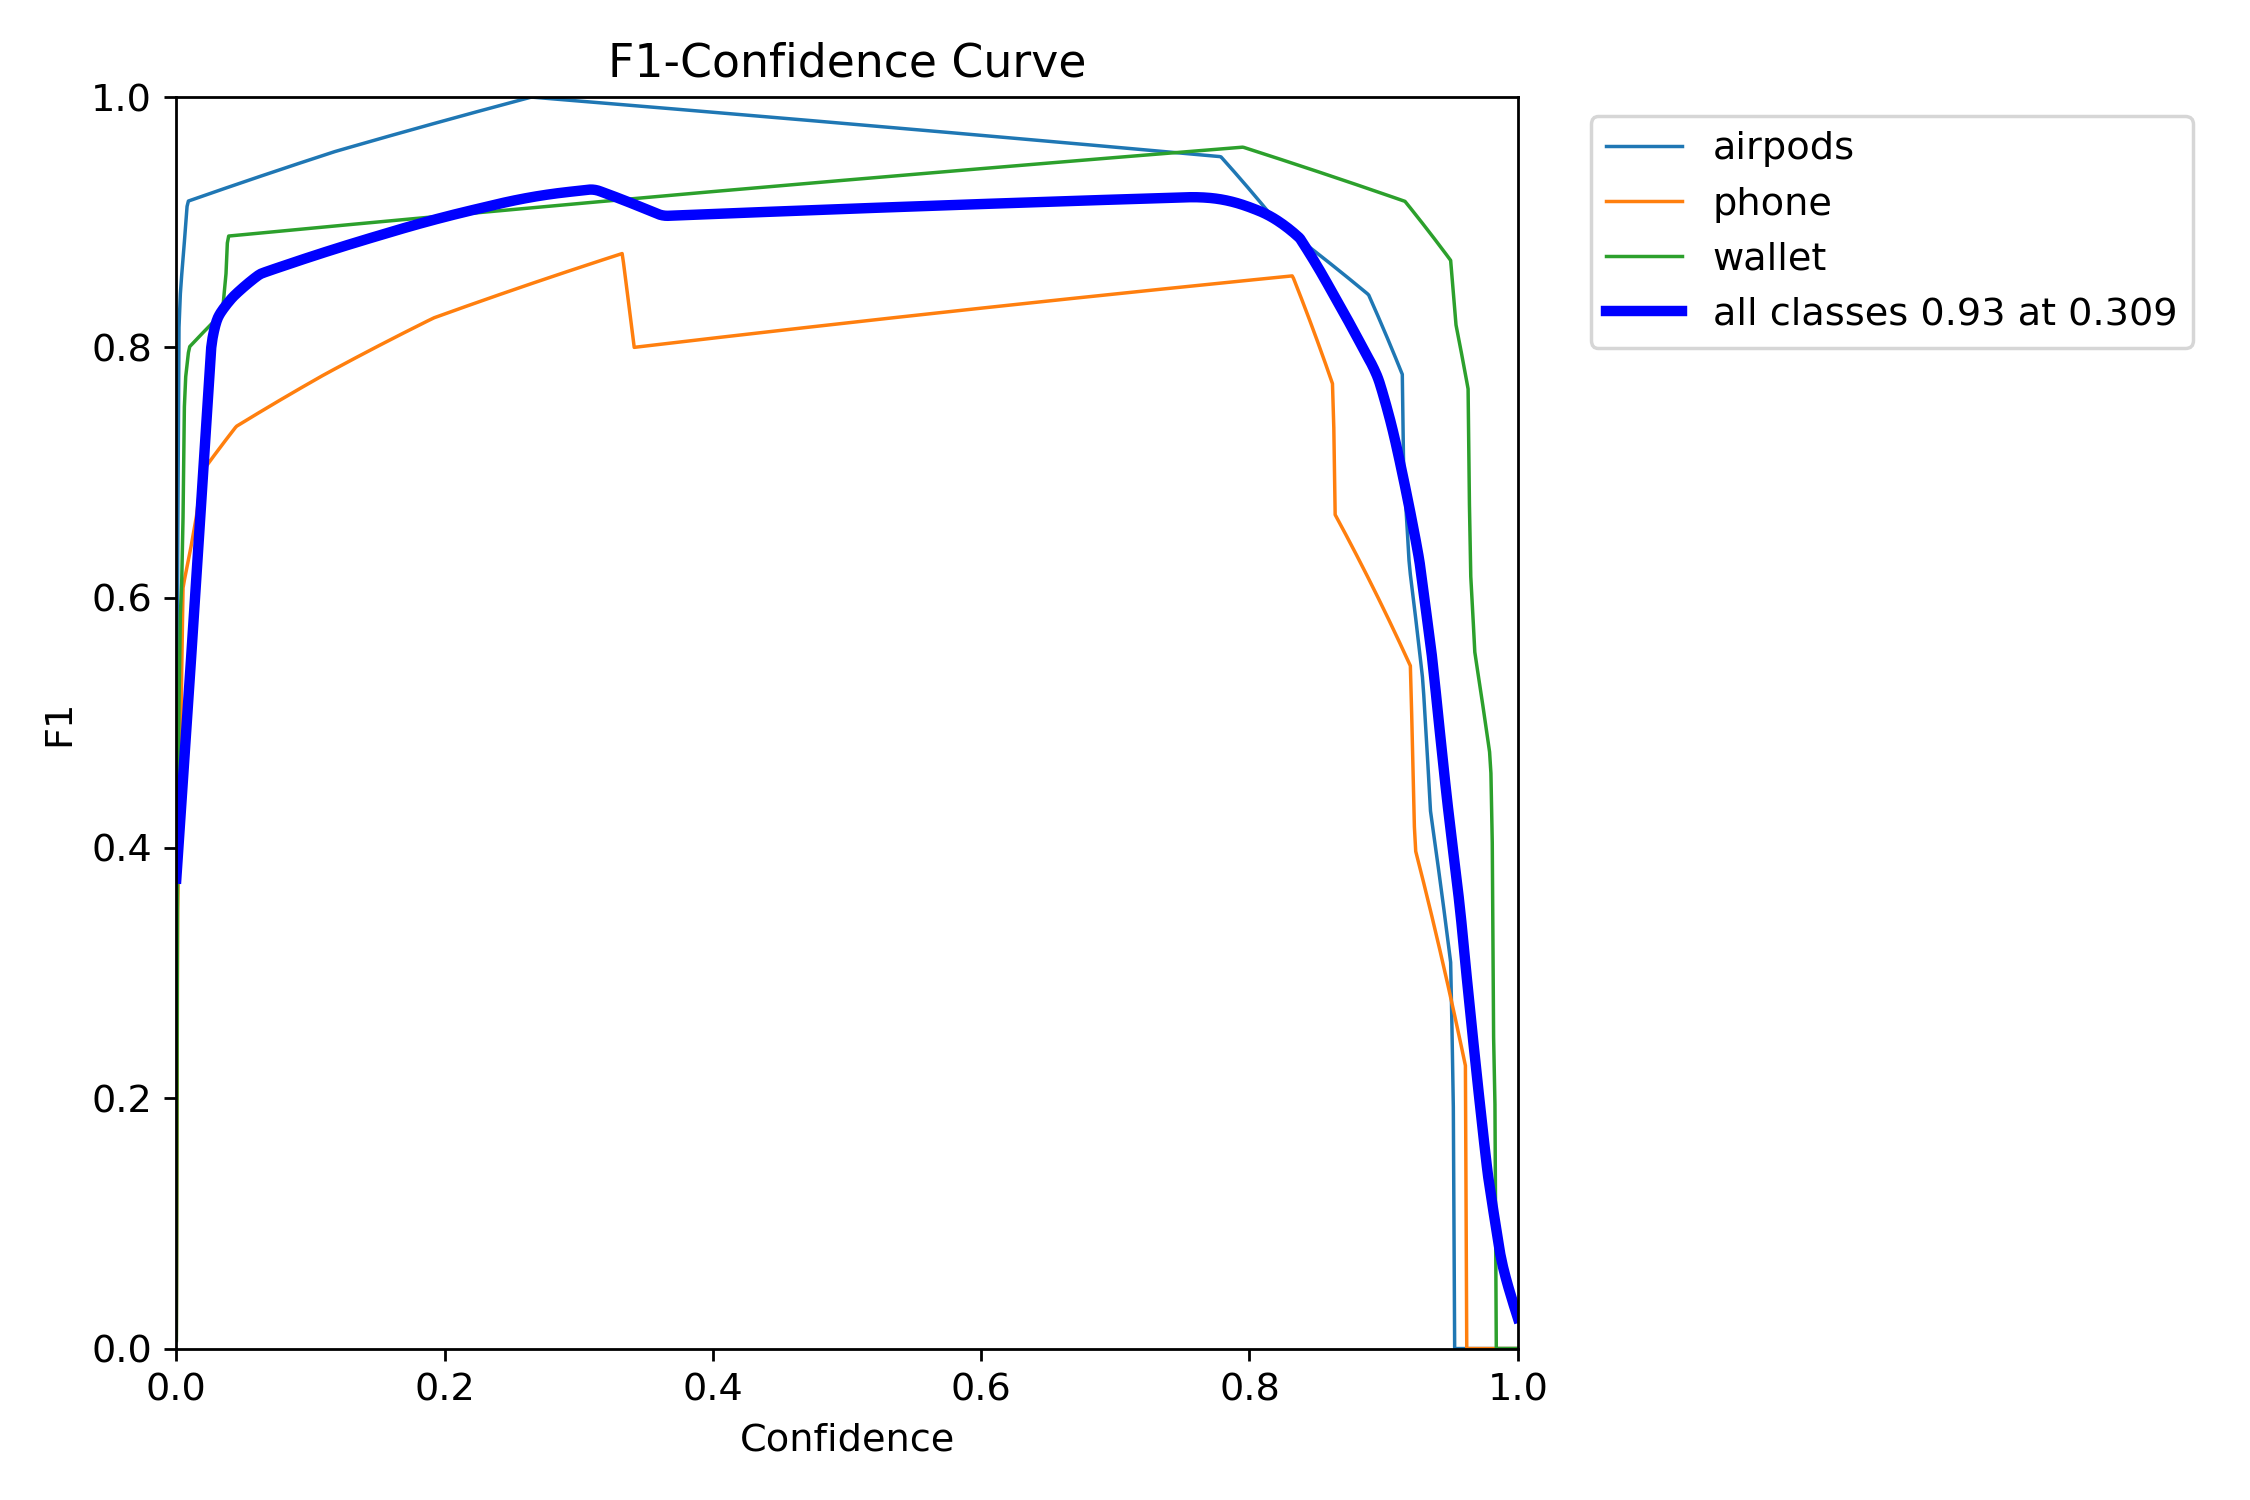 F1-Confidence Curve
1.0
0.8
0.6
0.4
0.2
0.0
F1
0.0 0.2 0.4 0.6 0.8 1.0
Confidence
airpods
phone
wallet
all classes 0.93 at 0.309